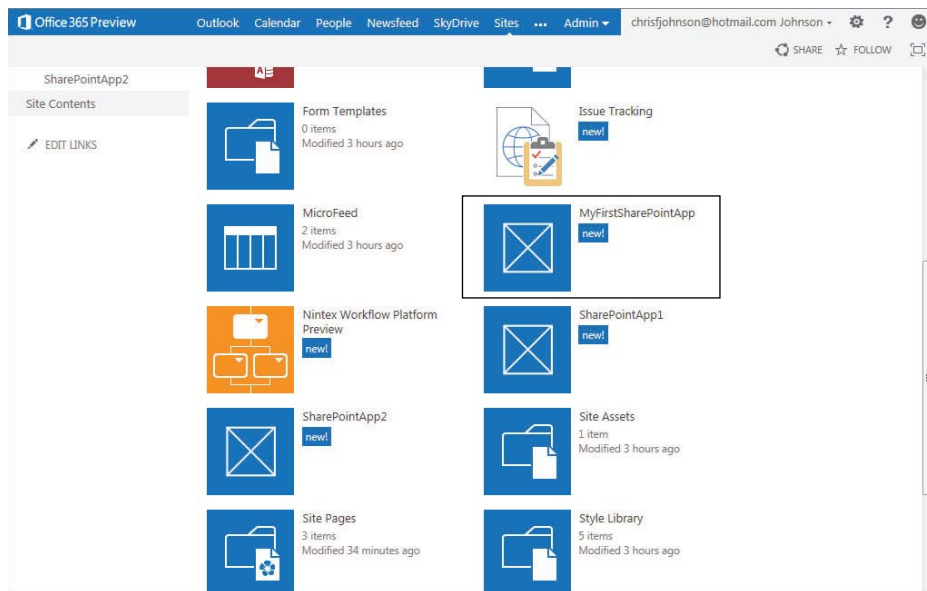 Office 365 Preview Outlook Calendar People Newsfeed SkyDrive Sites ... Admin chrisfjohnson@hotmail.com Johnson ?
SHARE FOLLOW
SharePointApp2
Site Contents
EDIT LINKS
A
Form Templates
0 items
Modified 3 hours ago
Issue Tracking
new!
MicroFeed
2 items
Modified 3 hours ago
MyFirstSharePointApp
new!
Nintex Workflow Platform
Preview
new!
SharePointApp1
new!
SharePointApp2
new!
Site Assets
1 item
Modified 3 hours ago
Site Pages
3 items
Modified 34 minutes ago
Style Library
5 items
Modified 3 hours ago